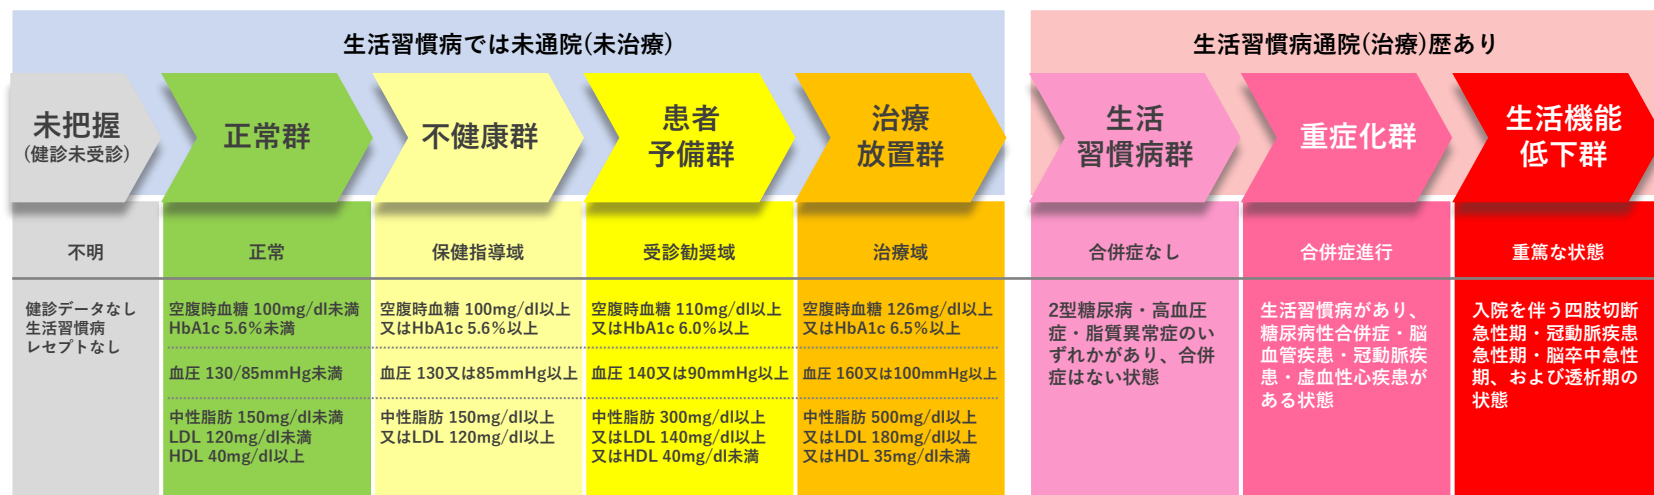 生活習慣病では未通院(未治療)
生活習慣病通院(治療)歴あり
未把握
(健診未受診)
正常群
不健康群
患者
予備群
治療
放置群
生活
習慣病群
重症化群
生活機能
低下群
不明
正常
保健指導域
受診勧奨域
治療域
合併症なし
合併症進行
重篤な状態
健診データなし
生活習慣病
レセプトなし
空腹時血糖 100mg/dl未満
HbA1c 5.6%未満
血圧 130/85mmHg未満
中性脂肪 150mg/dl未満
LDL 120mg/dl未満
HDL 40mg/dl以上
空腹時血糖 100mg/dl以上
又はHbA1c 5.6%以上
血圧 130又は85mmHg以上
中性脂肪 150mg/dl以上
又はLDL 120mg/dl以上
空腹時血糖 110mg/dl以上
又はHbA1c 6.0%以上
血圧 140又は90mmHg以上
中性脂肪 300mg/dl以上
又はLDL 140mg/dl以上
又はHDL 40mg/dl未満
空腹時血糖 126mg/dl以上
又はHbA1c 6.5%以上
血圧 160又は100mmHg以上
中性脂肪 500mg/dl以上
又はLDL 180mg/dl以上
又はHDL 35mg/dl未満
2型糖尿病・高血圧
症・脂質異常症のい
ずれかがあり、合併
症はない状態
生活習慣病があり、
糖尿病性合併症・脳
血管疾患・冠動脈疾
患・虚血性心疾患が
ある状態
入院を伴う四肢切断
急性期・冠動脈疾患
急性期・脳卒中急性
期、および透析期の
状態